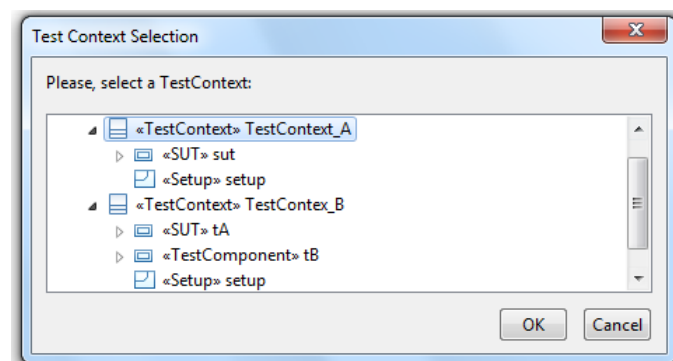 Test Context Selection
Please, select a TestContext:
«TestContext» TestContext_A
«SUT» sut
«Setup» setup
«TestContext» TestContex_B
«SUT» tA
«TestComponent» tB
«Setup» setup
OK Cancel